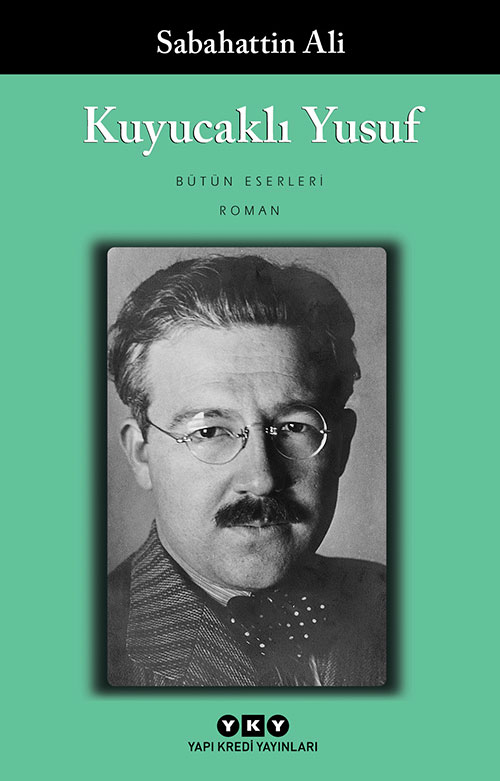 Sabahattin Ali
Kuyucaklı Yusuf
BÜTÜN ESERLERİ
ROMAN
YKY
YAPI KREDİ YAYINLARI